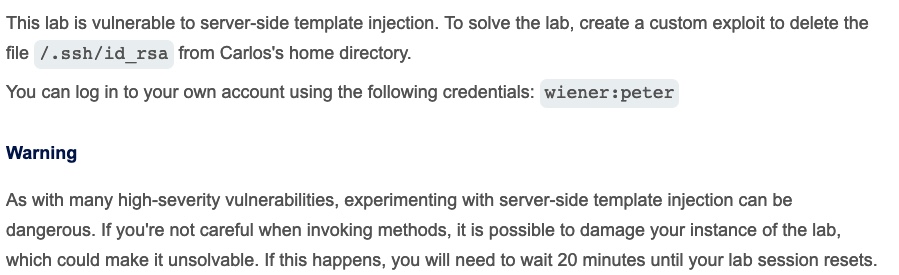 This lab is vulnerable to server-side template injection. To solve the lab, create a custom exploit to delete the
file /.ssh/id_rsa from Carlos's home directory.
You can log in to your own account using the following credentials: wiener:peter
Warning
As with many high-severity vulnerabilities, experimenting with server-side template injection can be
dangerous. If you're not careful when invoking methods, it is possible to damage your instance of the lab,
which could make it unsolvable. If this happens, you will need to wait 20 minutes until your lab session resets.